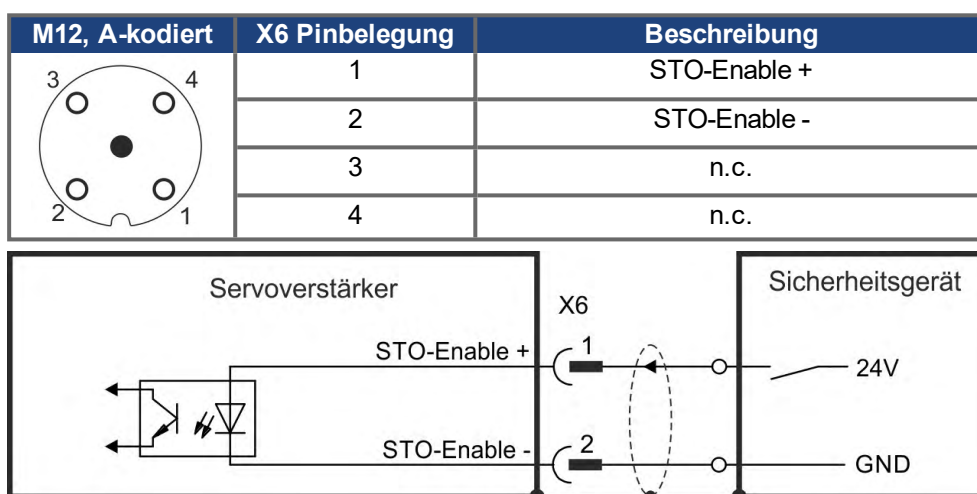 M12, A-kodiert X6 Pinbelegung Beschreibung
3 4
2 1
1 STO-Enable +
2 STO-Enable -
3 n.c.
4 n.c.
Servoverstärker Sicherheitsgerät
X6
STO-Enable + 1 24V
STO-Enable - 2 GND